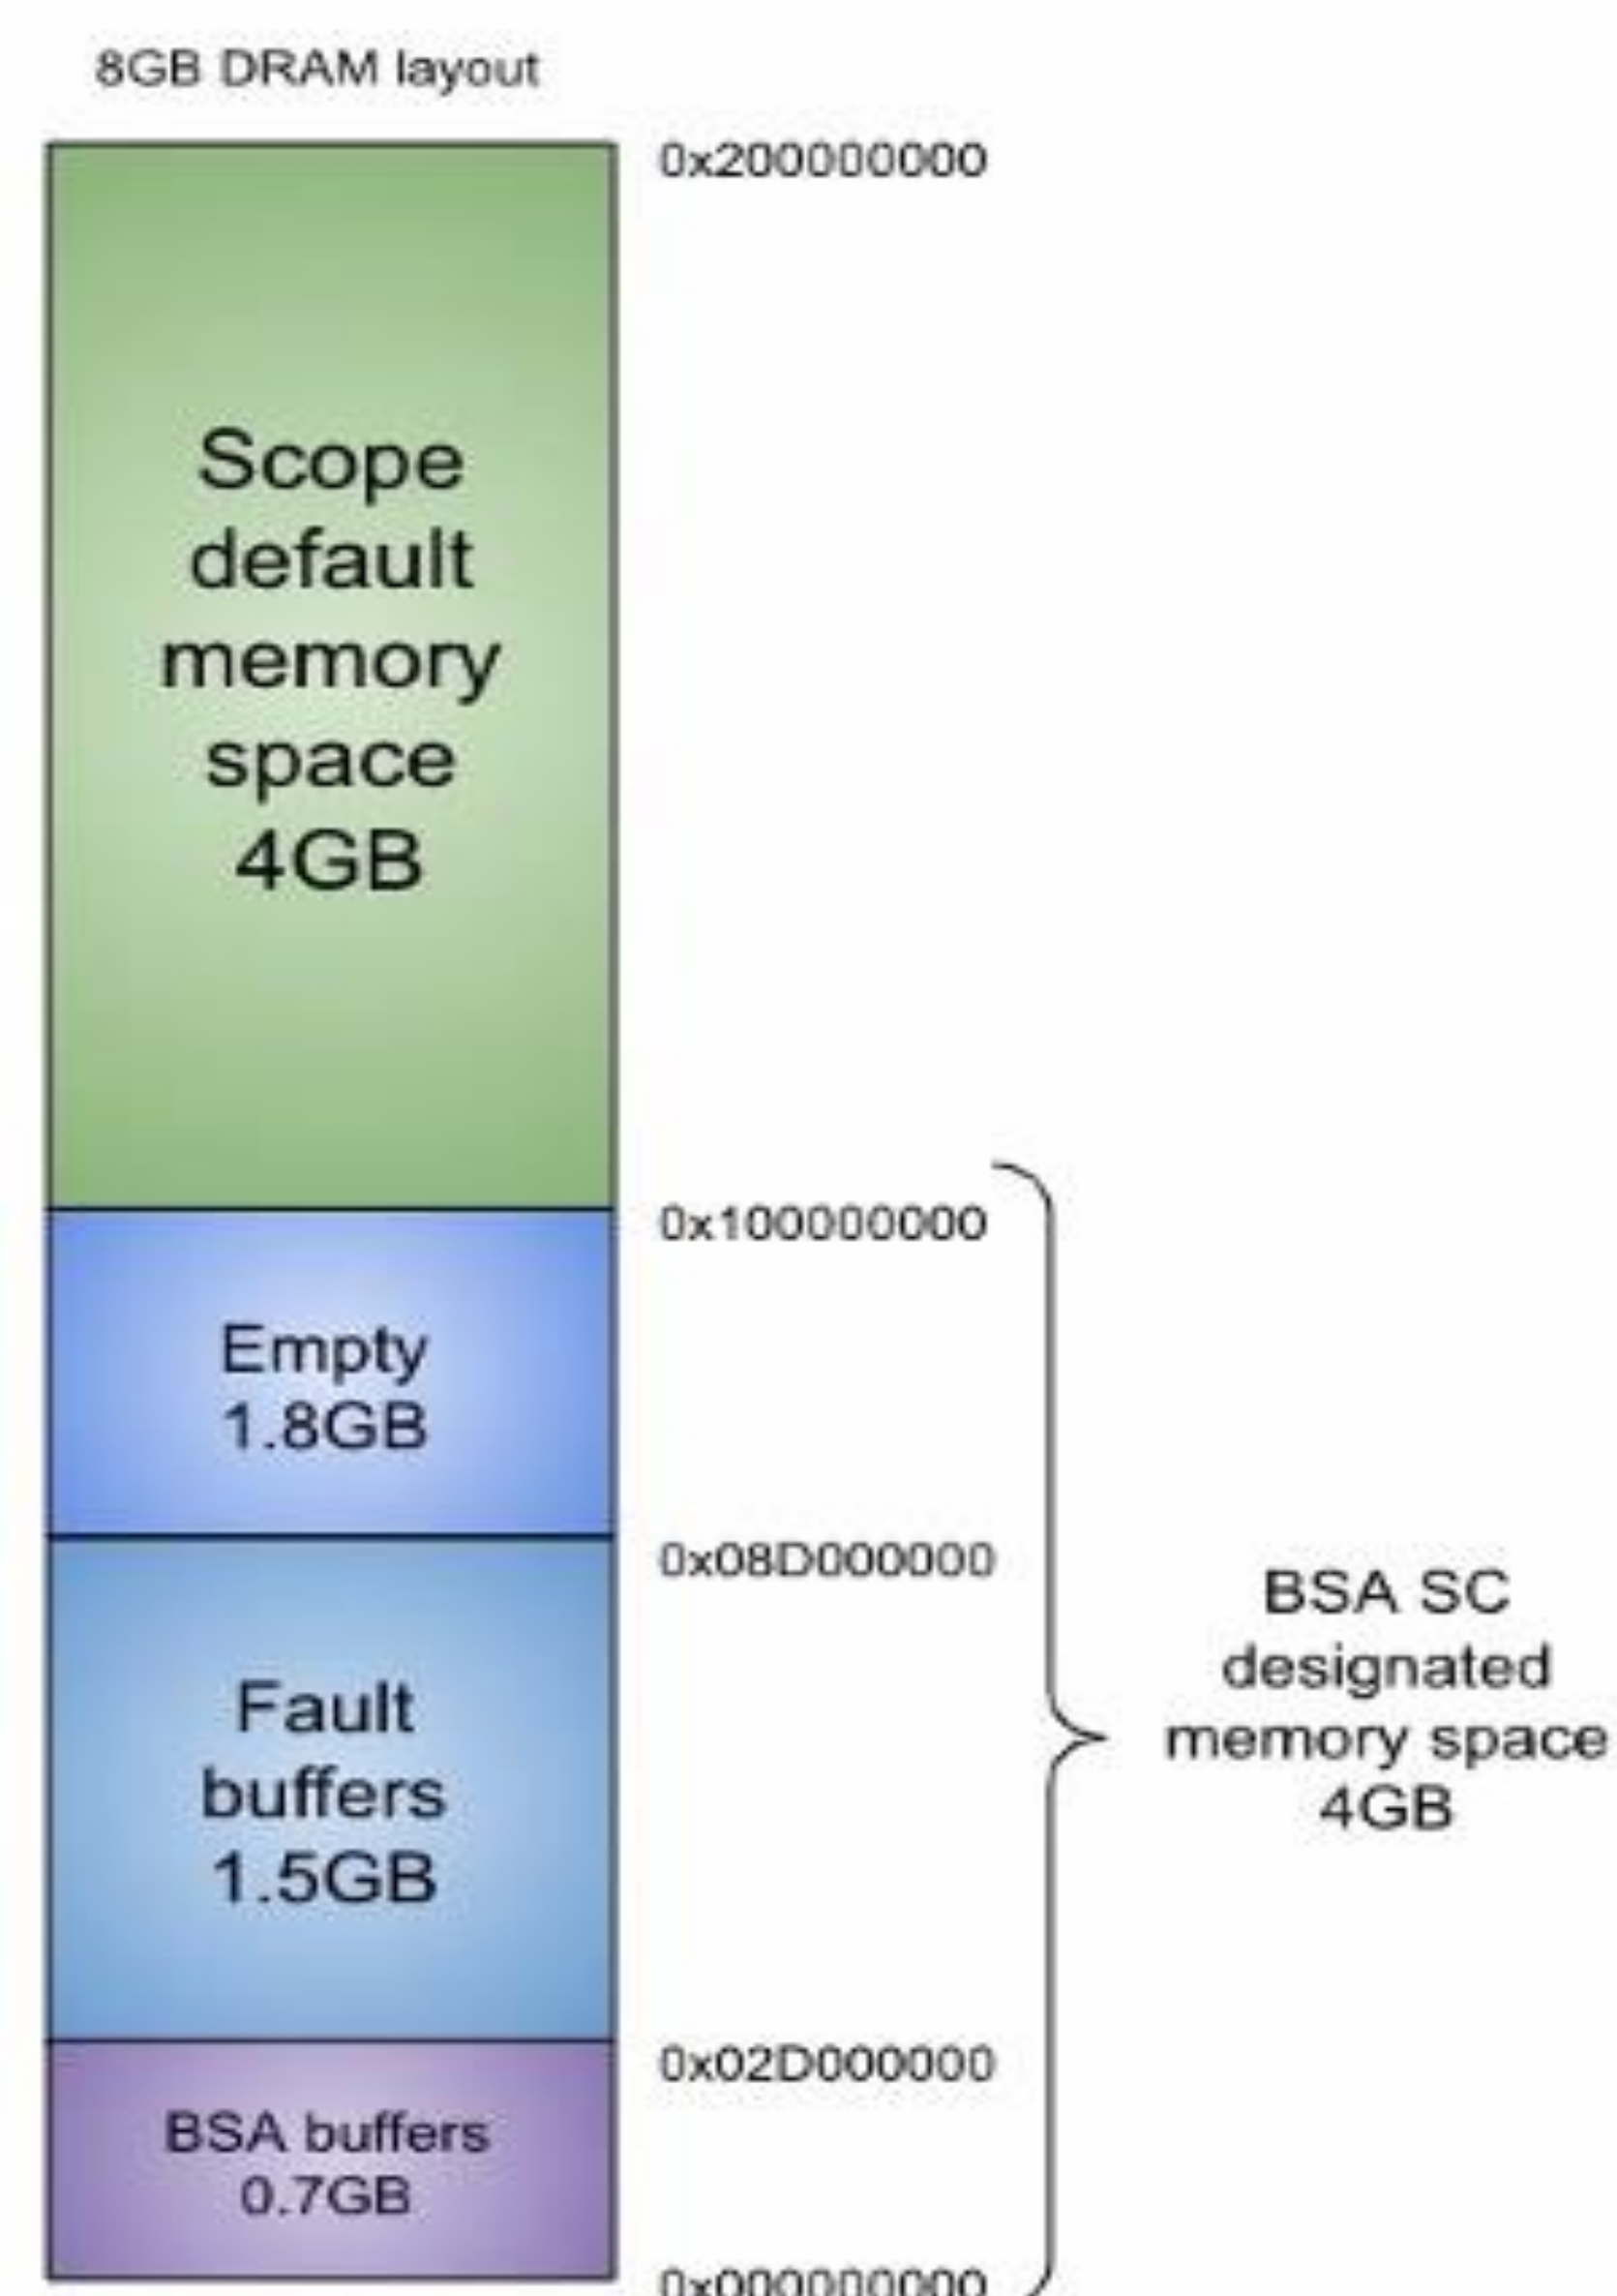 8GB DRAM layout
0x200000000
Scope
default
memory
space
4GB
0x100000000
Empty
1.8GB
0x08D000000
Fault
buffers
1.5GB
BSA SC
designated
memory space
4GB
0x02D000000
BSA buffers
0.7GB
0x000000000